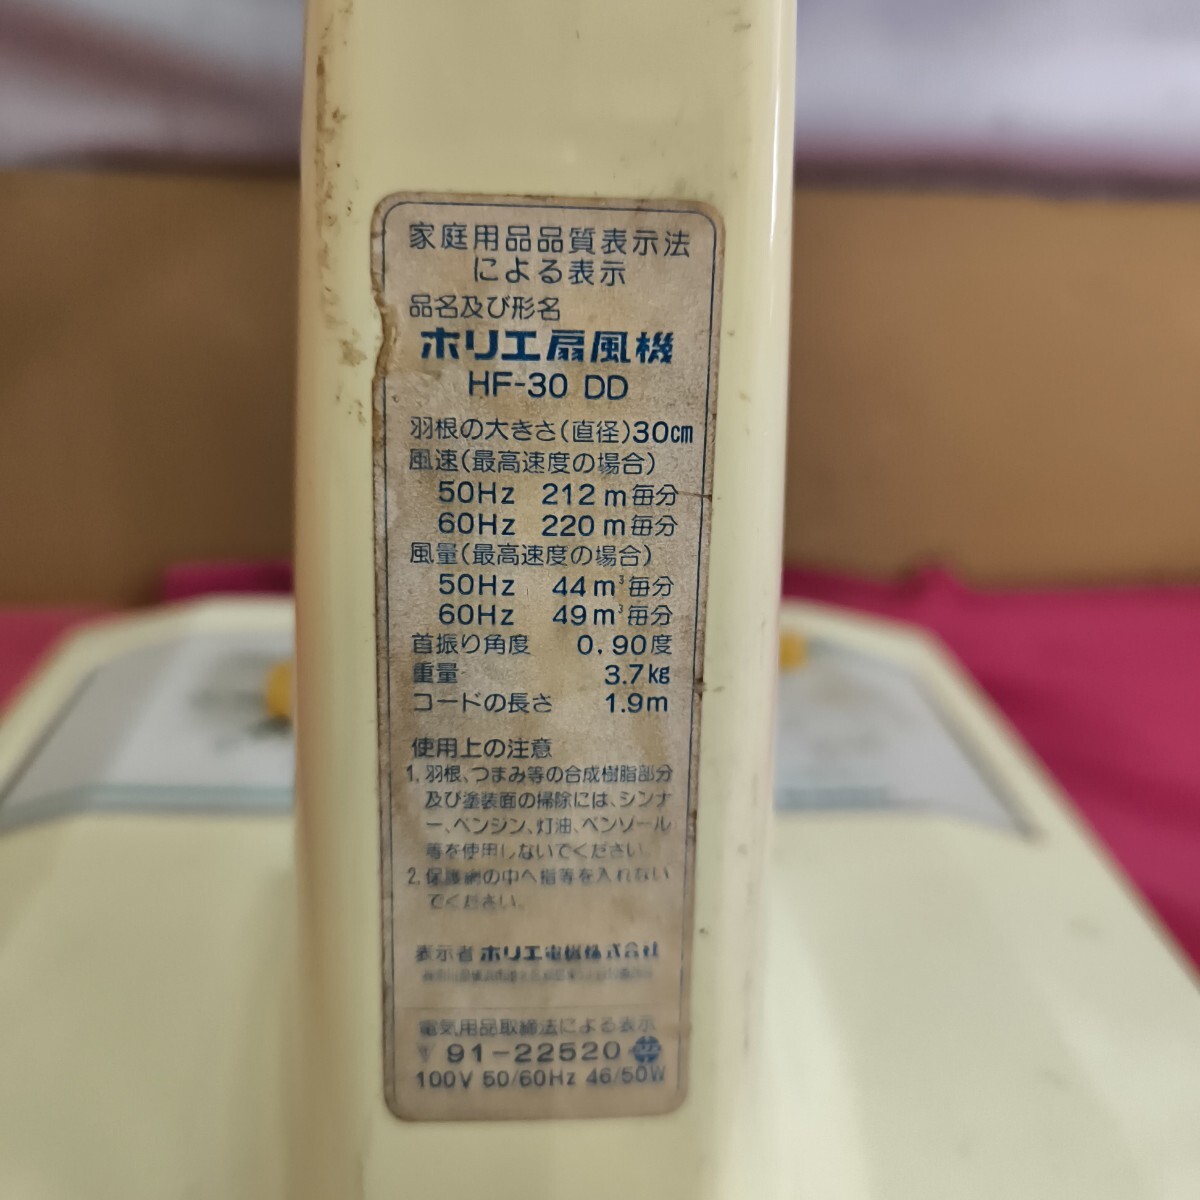 家庭用品品質表示法
による表示
品名及び形名
ホリエ扇風機
HF-30 DD
羽根の大きさ(直径)30cm
風速(最高速度の場合)
50Hz 212m毎分
60Hz 220m毎分
風量(最高速度の場合)
50Hz 44m³毎分
60Hz 49m³毎分
首振り角度 0.90度
重量 3.7kg
コードの長さ 1.9m
使用上の注意
1.羽根、つまみ等の合成樹脂部分
及び塗装面の掃除には、シンナ
ー、ベンジン、灯油、ベンゾール
等を使用しないでください。
2.保護網の中へ指等を入れない
でください。
表示者 ホリエ電機株式会社
電気用品取締法による表示
〒 91-22520
100V 50/60Hz 46/50W